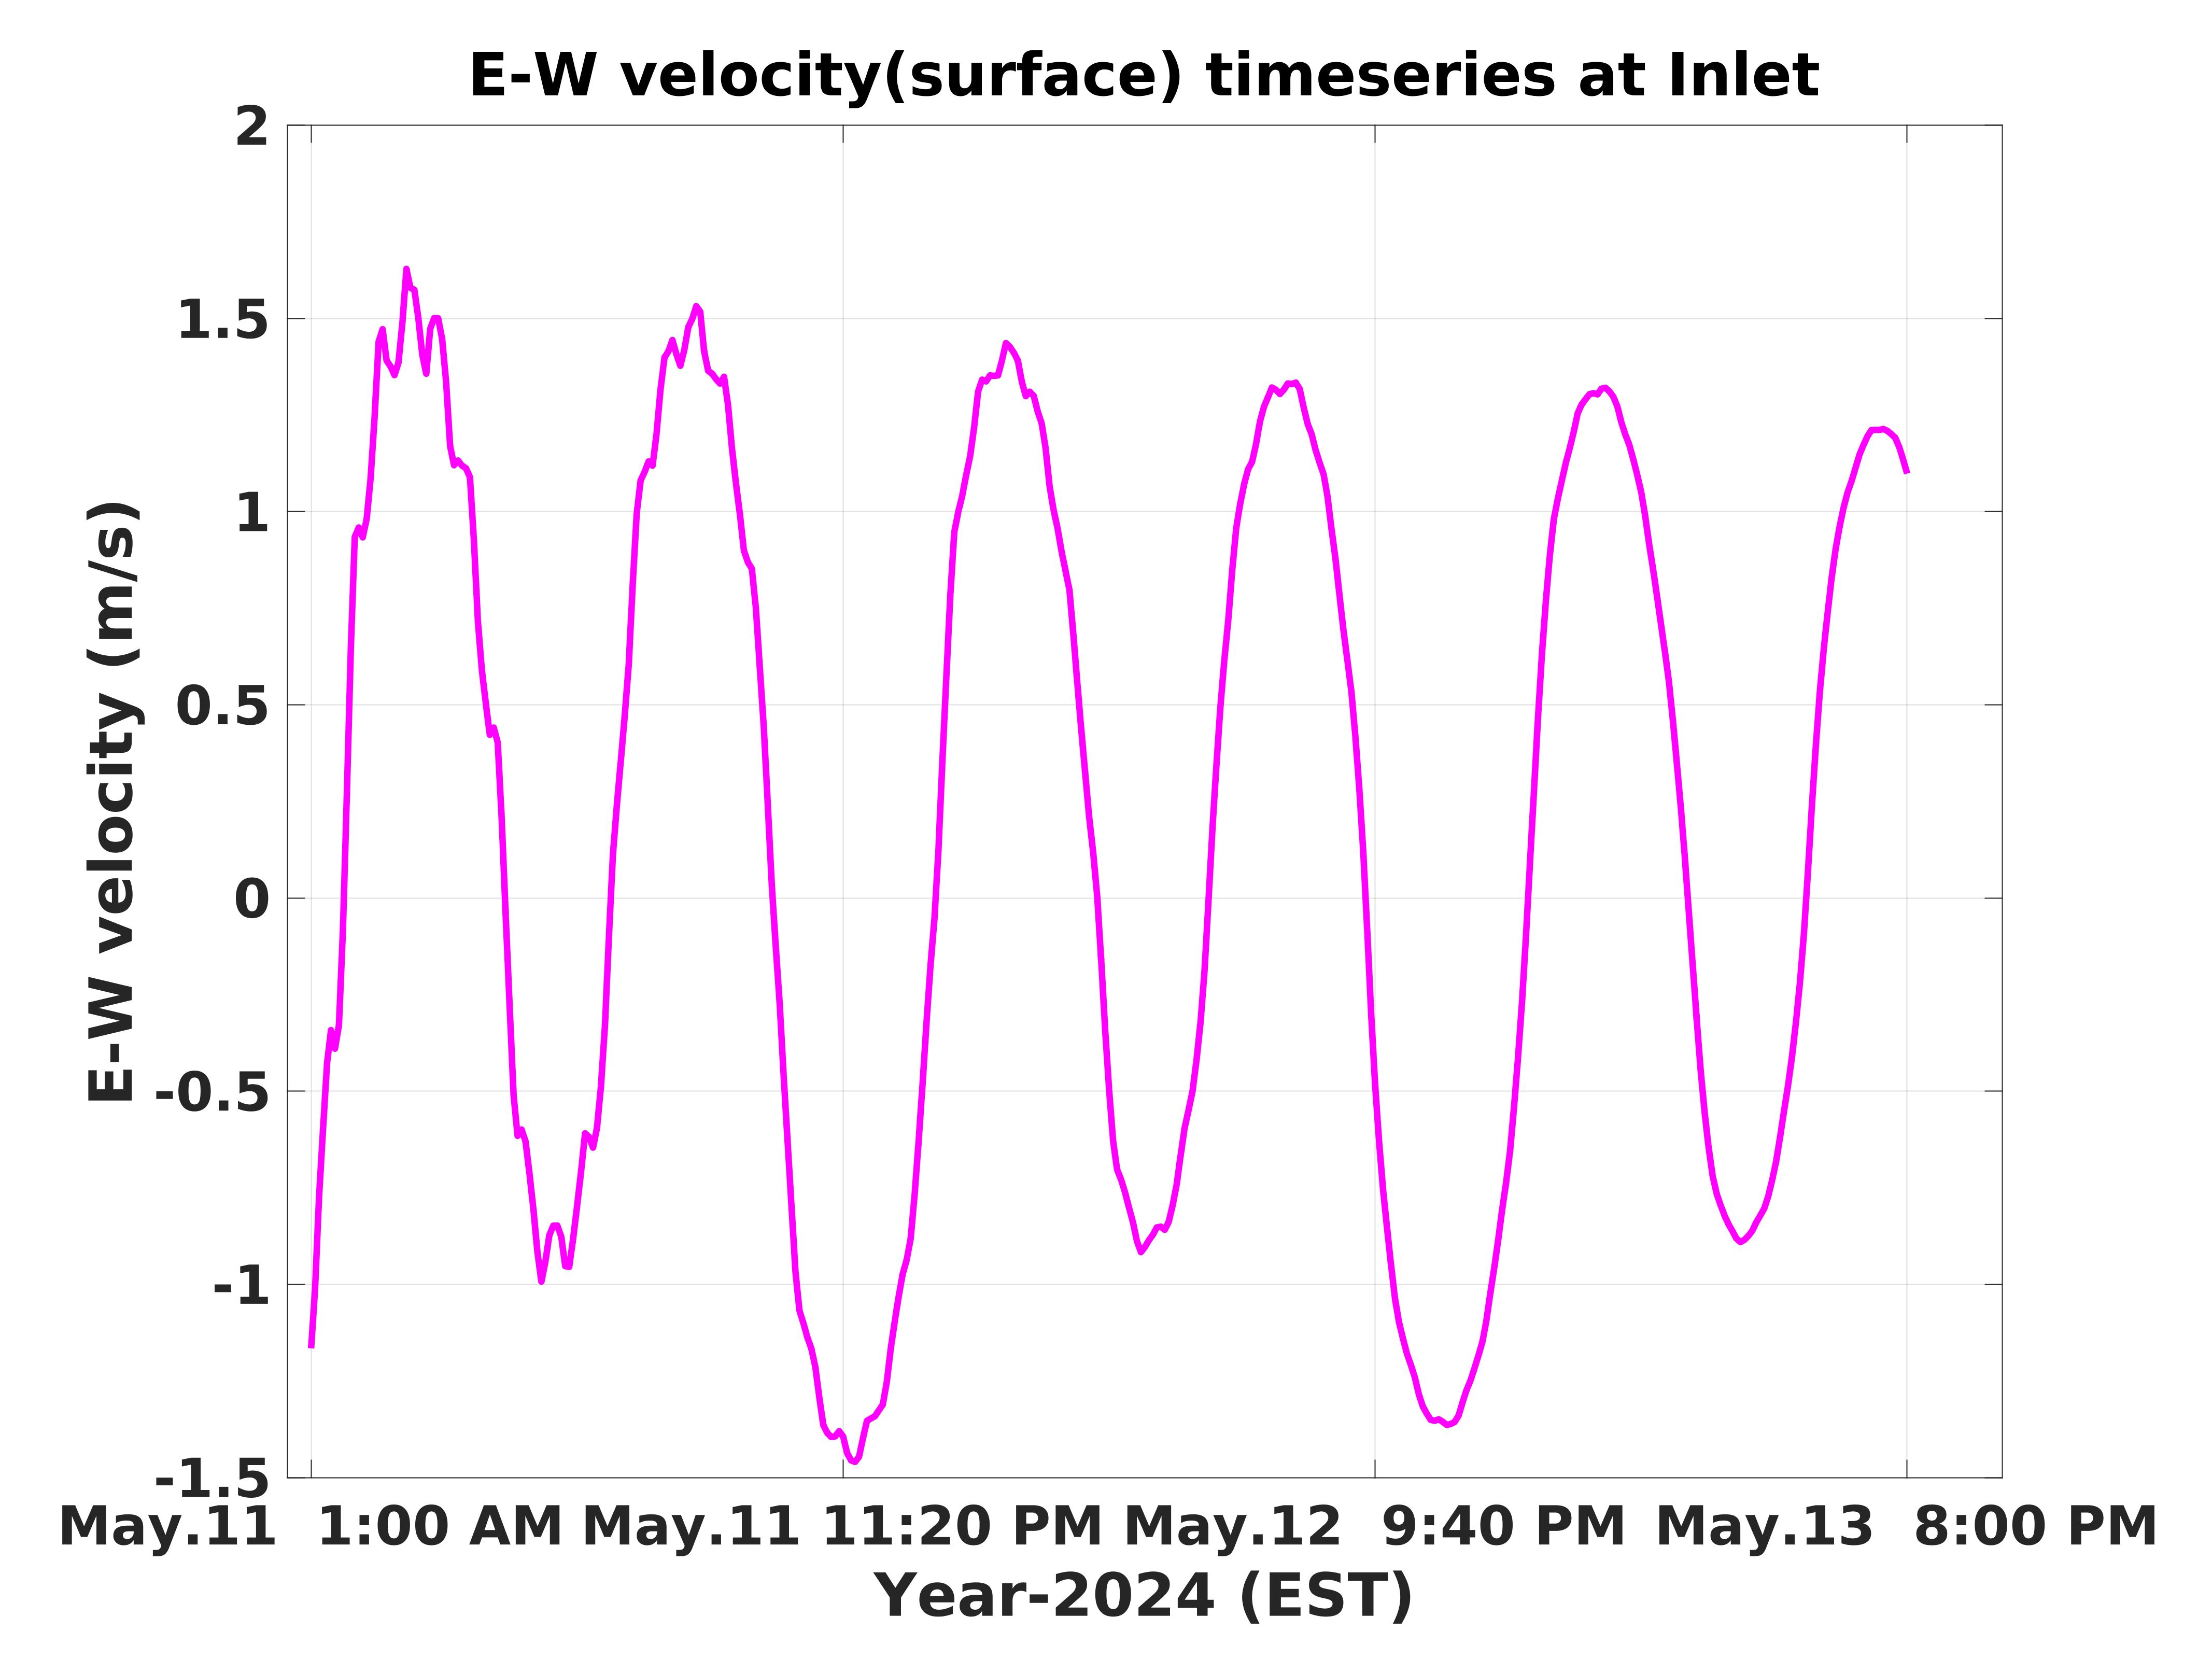 E-W velocity(surface) timeseries at Inlet
E-W velocity (m/s)
2
1.5
1
0.5
0
-0.5
-1
-1.5
May.11 1:00 AM May.11 11:20 PM May.12 9:40 PM May.13 8:00 PM
Year-2024 (EST)